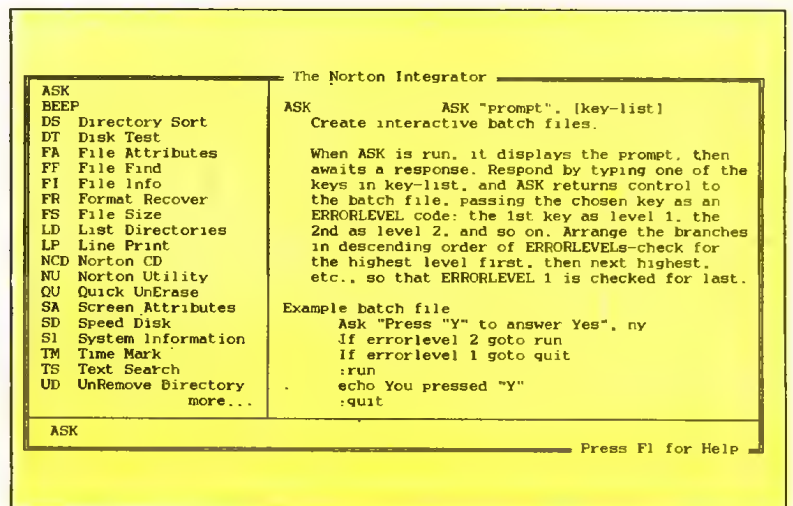 The Norton Integrator
ASK
BEEP
DS Directory Sort
DT Disk Test
FA File Attributes
FF File Find
FI File Info
FR Format Recover
FS File Size
LD List Directories
LP Line Print
NCD Norton CD
NU Norton Utility
QU Quick UnErase
SA Screen Attributes
SD Speed Disk
SI System Information
TM Time Mark
TS Text Search
UD UnRemove Directory
more...
ASK ASK "prompt", [key-list]
Create interactive batch files.
When ASK is run, it displays the prompt, then
awaits a response. Respond by typing one of the
keys in key-list, and ASK returns control to
the batch file, passing the chosen key as an
ERRORLEVEL code: the 1st key as level 1, the
2nd as level 2, and so on. Arrange the branches
in descending order of ERRORLEVELs-check for
the highest level first, then next highest,
etc., so that ERRORLEVEL 1 is checked for last.
Example batch file
Ask "Press "Y" to answer Yes", ny
If errorlevel 2 goto run
If errorlevel 1 goto quit
:run
echo You pressed "Y"
:quit
ASK
Press F1 for Help